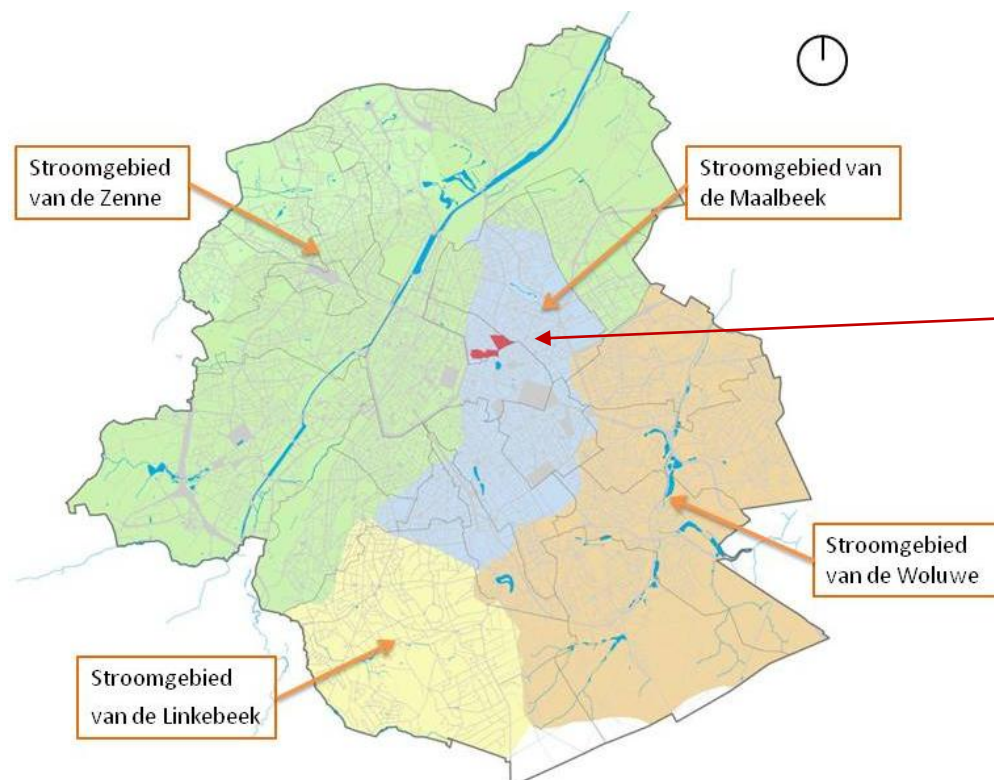 Stroomgebied
van de Zenne
Stroomgebied van
de Maalbeek
Stroomgebied
van de Woluwe
Stroomgebied
van de Linkebeek